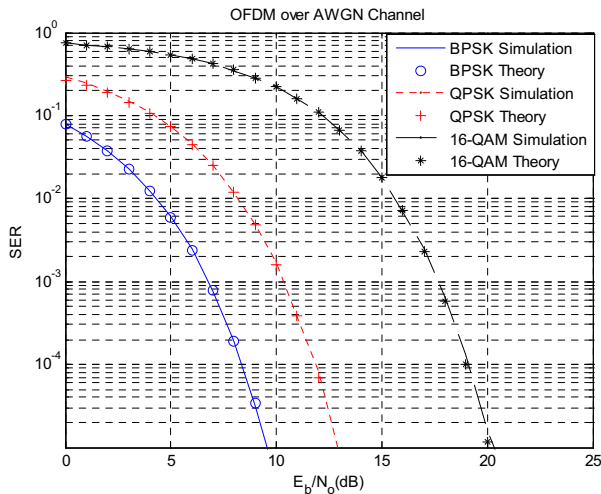 OFDM over AWGN Channel
10^0
10^-1
10^-2
10^-3
10^-4
SER
BPSK Simulation
BPSK Theory
QPSK Simulation
QPSK Theory
16-QAM Simulation
16-QAM Theory
0 5 10 15 20 25
E_b/N_o(dB)